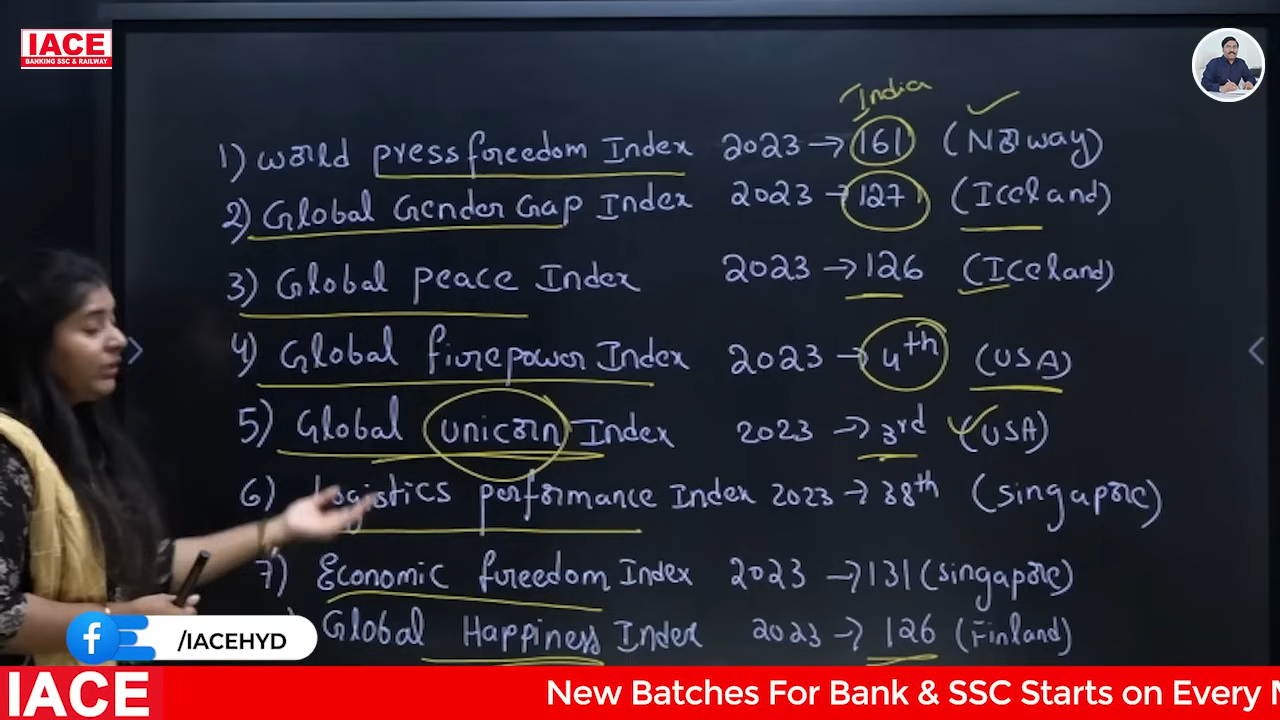 IACE
BANKING SSC & RAILWAY
India
1) World press freedom Index 2023 → 161 (Norway)
2) Global Gender Gap Index 2023 → 127 (Iceland)
3) Global peace Index 2023 → 126 (Iceland)
4) Global firepower Index 2023 → 4th (USA)
5) Global unicorn Index 2023 → 3rd (USA)
6) Logistics performance Index 2023 → 38th (singapore)
7) Economic freedom Index 2023 → 131 (singapore)
Global Happiness Index 2023 → 126 (Finland)
f /IACEHYD
IACE New Batches For Bank & SSC Starts on Every